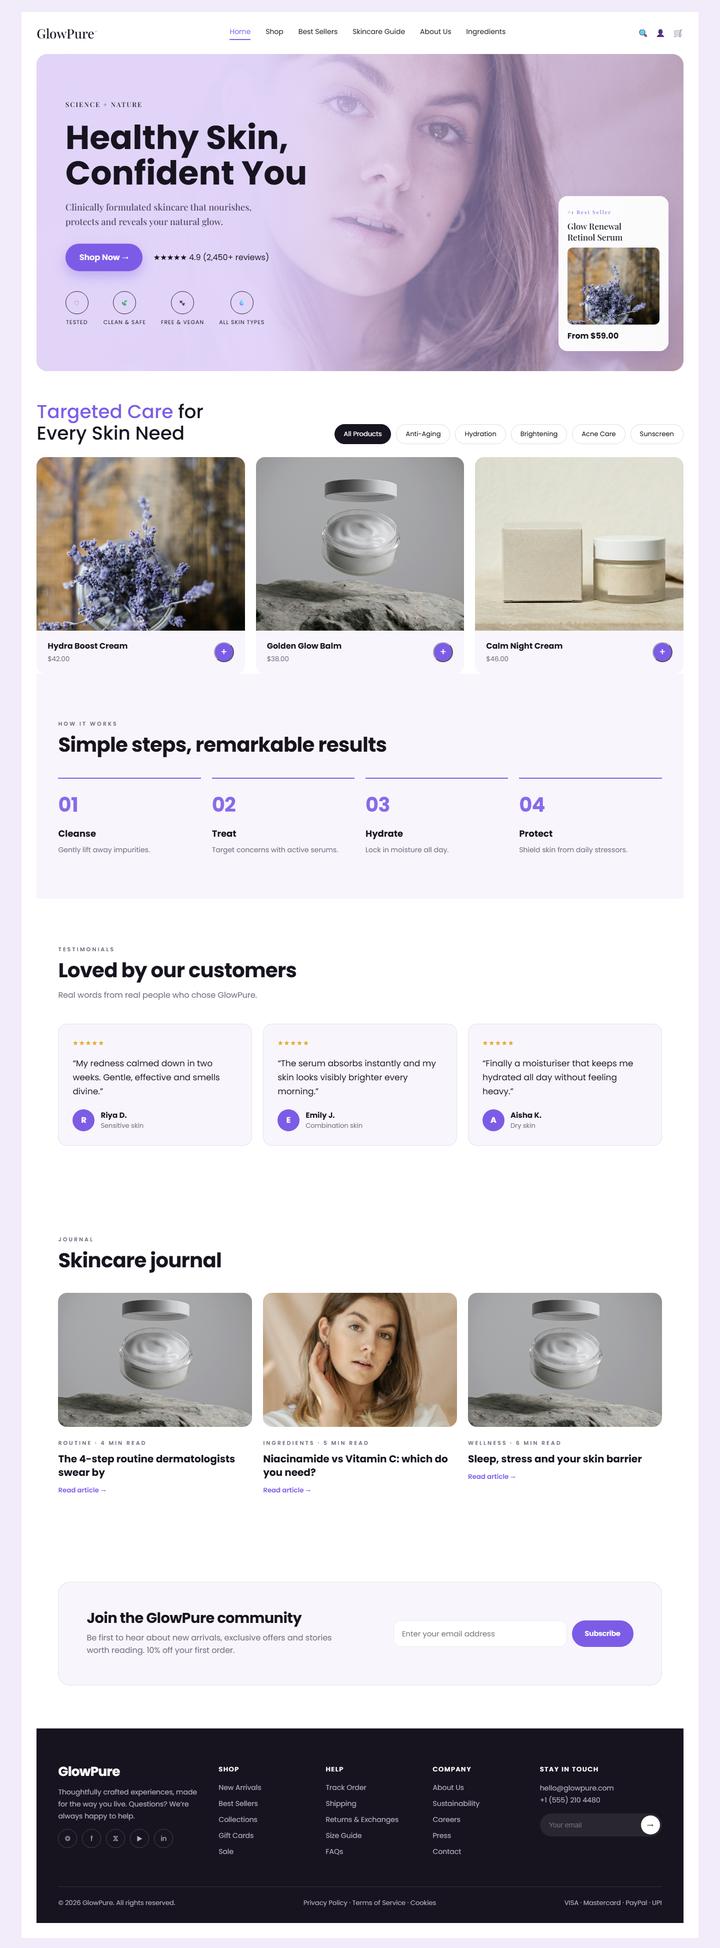 GlowPure
Home Shop Best Sellers Skincare Guide About Us Ingredients
SCIENCE + NATURE
Healthy Skin,
Confident You
Clinically formulated skincare that nourishes,
protects and reveals your natural glow.
Shop Now → ★★★★★ 4.9 (2,450+ reviews)
TESTED CLEAN & SAFE FREE & VEGAN ALL SKIN TYPES
#1 Best Seller
Glow Renewal
Retinol Serum
From $59.00
Targeted Care for
Every Skin Need
All Products Anti-Aging Hydration Brightening Acne Care Sunscreen
Hydra Boost Cream
$42.00
+
Golden Glow Balm
$38.00
+
Calm Night Cream
$46.00
+
HOW IT WORKS
Simple steps, remarkable results
01 02 03 04
Cleanse Treat Hydrate Protect
Gently lift away impurities. Target concerns with active serums. Lock in moisture all day. Shield skin from daily stressors.
TESTIMONIALS
Loved by our customers
Real words from real people who chose GlowPure.
★★★★★
“My redness calmed down in two
weeks. Gentle, effective and smells
divine.”
R
Riya D.
Sensitive skin
★★★★★
“The serum absorbs instantly and my
skin looks visibly brighter every
morning.”
E
Emily J.
Combination skin
★★★★★
“Finally a moisturiser that keeps me
hydrated all day without feeling
heavy.”
A
Aisha K.
Dry skin
JOURNAL
Skincare journal
ROUTINE · 4 MIN READ
The 4-step routine dermatologists
swear by
Read article →
INGREDIENTS · 5 MIN READ
Niacinamide vs Vitamin C: which do
you need?
Read article →
WELLNESS · 6 MIN READ
Sleep, stress and your skin barrier
Read article →
Join the GlowPure community
Be first to hear about new arrivals, exclusive offers and stories
worth reading. 10% off your first order.
Enter your email address
Subscribe
GlowPure
Thoughtfully crafted experiences, made
for the way you live. Questions? We’re
always happy to help.
f X in
SHOP
New Arrivals
Best Sellers
Collections
Gift Cards
Sale
HELP
Track Order
Shipping
Returns & Exchanges
Size Guide
FAQs
COMPANY
About Us
Sustainability
Careers
Press
Contact
STAY IN TOUCH
hello@glowpure.com
+1 (555) 210 4480
Your email
→
© 2026 GlowPure. All rights reserved.
Privacy Policy · Terms of Service · Cookies
VISA · Mastercard · PayPal · UPI